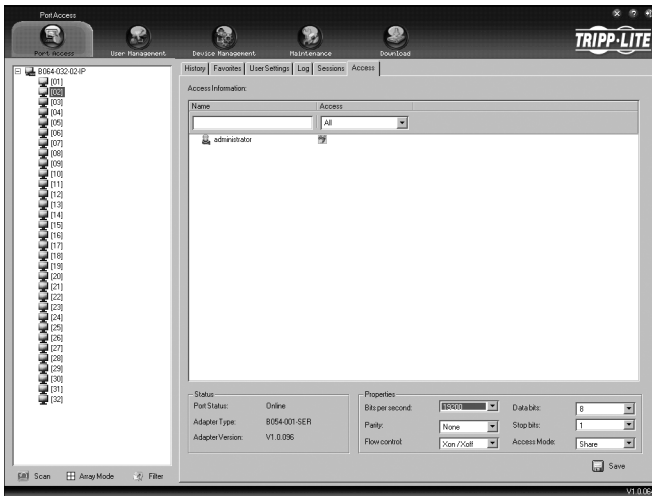 PortAccess
TRIPP·LITE
Port Access
User Management
Device Management
Maintenance
Download
B064-032-02-IP
[01]
[02]
[03]
[04]
[05]
[06]
[07]
[08]
[09]
[10]
[11]
[12]
[13]
[14]
[15]
[16]
[17]
[18]
[19]
[20]
[21]
[22]
[23]
[24]
[25]
[26]
[27]
[28]
[29]
[30]
[31]
[32]
Scan Array Mode Filter
History Favorites User Settings Log Sessions Access
Access Information:
Name Access
All
administrator
Status
Port Status: Online
Adapter Type: B054-001-SER
Adapter Version: V1.0.096
Properties
Bits per second: 19200 Data bits: 8
Parity: None Stop bits: 1
Flow control: Xon /Xoff Access Mode: Share
Save
V1.0.064